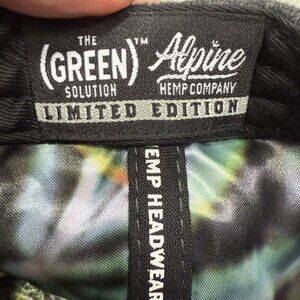 THE
(GREEN)™
SOLUTION
Alpine
HEMP COMPANY
LIMITED EDITION
EMP HEADWEAR